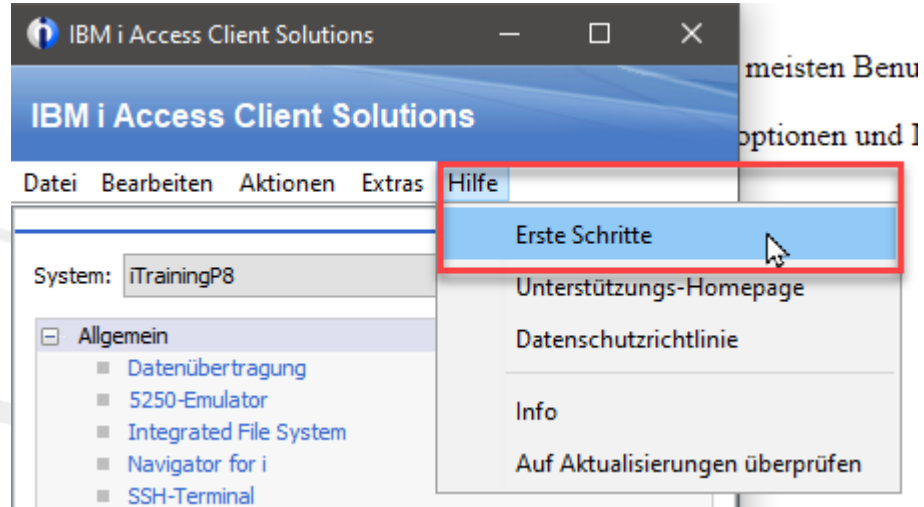 IBM i Access Client Solutions
meisten Benu
IBM i Access Client Solutions
optionen und
Datei Bearbeiten Aktionen Extras Hilfe
Erste Schritte
System: iTrainingP8
Unterstützungs-Homepage
Allgemein
Datenschutzrichtlinie
Datenübertragung
5250-Emulator
Info
Integrated File System
Navigator for i
Auf Aktualisierungen überprüfen
SSH-Terminal